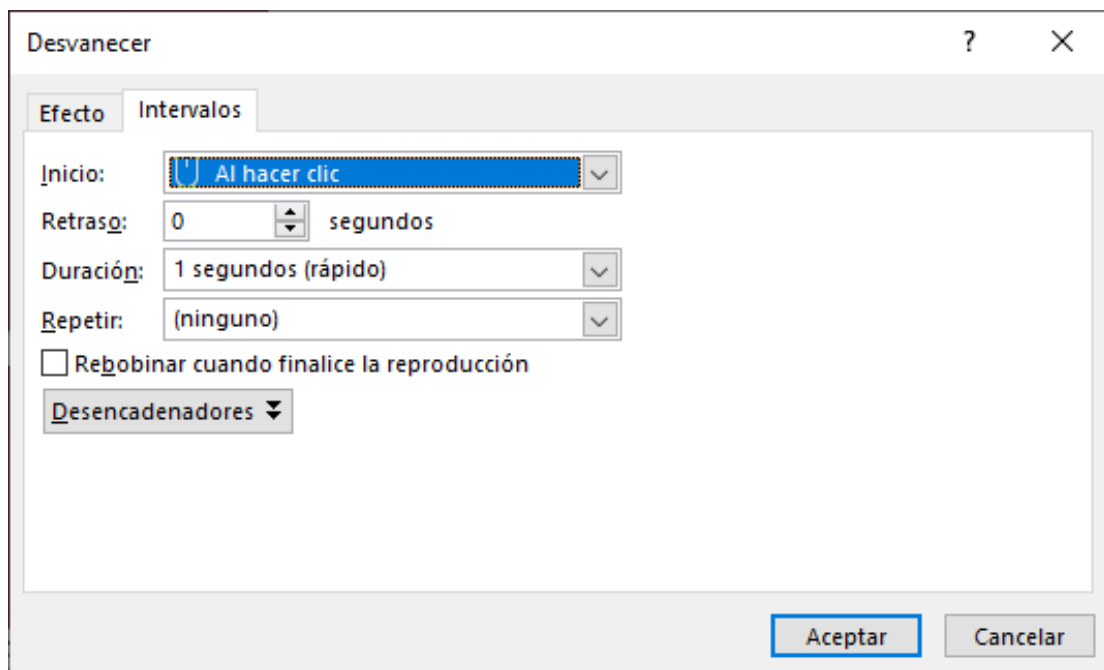 Desvanecer
Efecto Intervalos
Inicio: Al hacer clic
Retraso: 0 segundos
Duración: 1 segundos (rápido)
Repetir: (ninguno)
Rebobinar cuando finalice la reproducción
Desencadenadores
Aceptar Cancelar